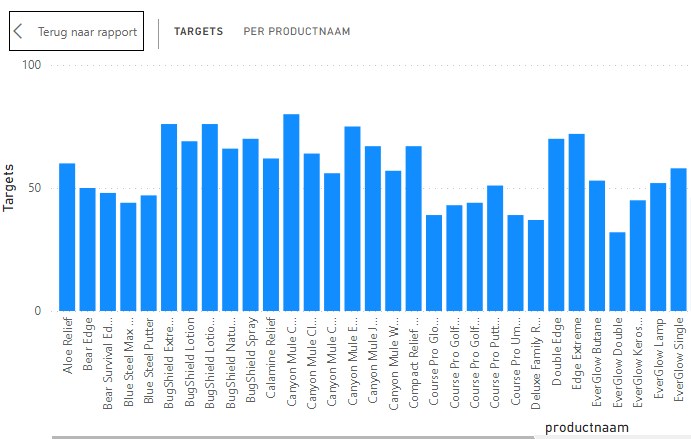 Terug naar rapport
TARGETS
PER PRODUCTNAAM
100
50
0
Targets
Aloe Relief
Bear Edge
Bear Survival Ed...
Blue Steel Max ...
Blue Steel Putter
BugShield Extre...
BugShield Lotion
BugShield Lotio...
BugShield Natu...
BugShield Spray
Calamine Relief
Canyon Mule C...
Canyon Mule Cl...
Canyon Mule C...
Canyon Mule E...
Canyon Mule J...
Canyon Mule W...
Compact Relief ...
Course Pro Glo...
Course Pro Golf...
Course Pro Golf...
Course Pro Putt...
Course Pro Um...
Deluxe Family R...
Double Edge
Edge Extreme
EverGlow Butane
EverGlow Double
EverGlow Keros...
EverGlow Lamp
EverGlow Single
productnaam